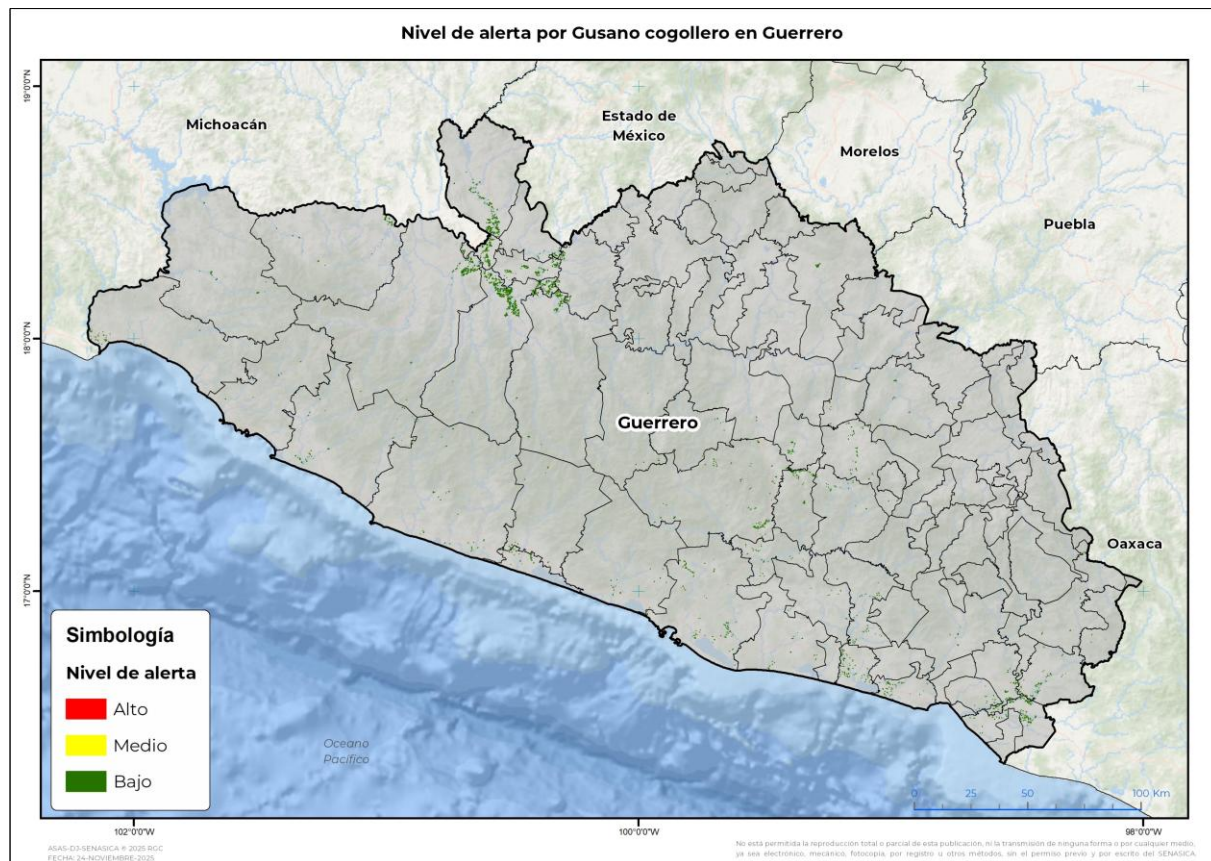 Nivel de alerta por Gusano cogollero en Guerrero
19°0'0"N
18°0'0"N
17°0'0"N
Michoacán
Estado de
México
Morelos
Puebla
Guerrero
Oaxaca
Simbología
Nivel de alerta
Alto
Medio
Bajo
Oceano
Pacífico
0 25 50 100 Km
102°0'0"W
100°0'0"W
98°0'0"W
ASAS-DJ-SENASICA ® 2025 RGC
FECHA: 24-NOVIEMBRE-2025
No está permitida la reproducción total o parcial de esta publicación, ni la transmisión de ninguna forma o por cualquier medio,
ya sea electrónico, mecánico, fotocopia, por registro u otros métodos, sin el permiso previo y por escrito del SENASICA.